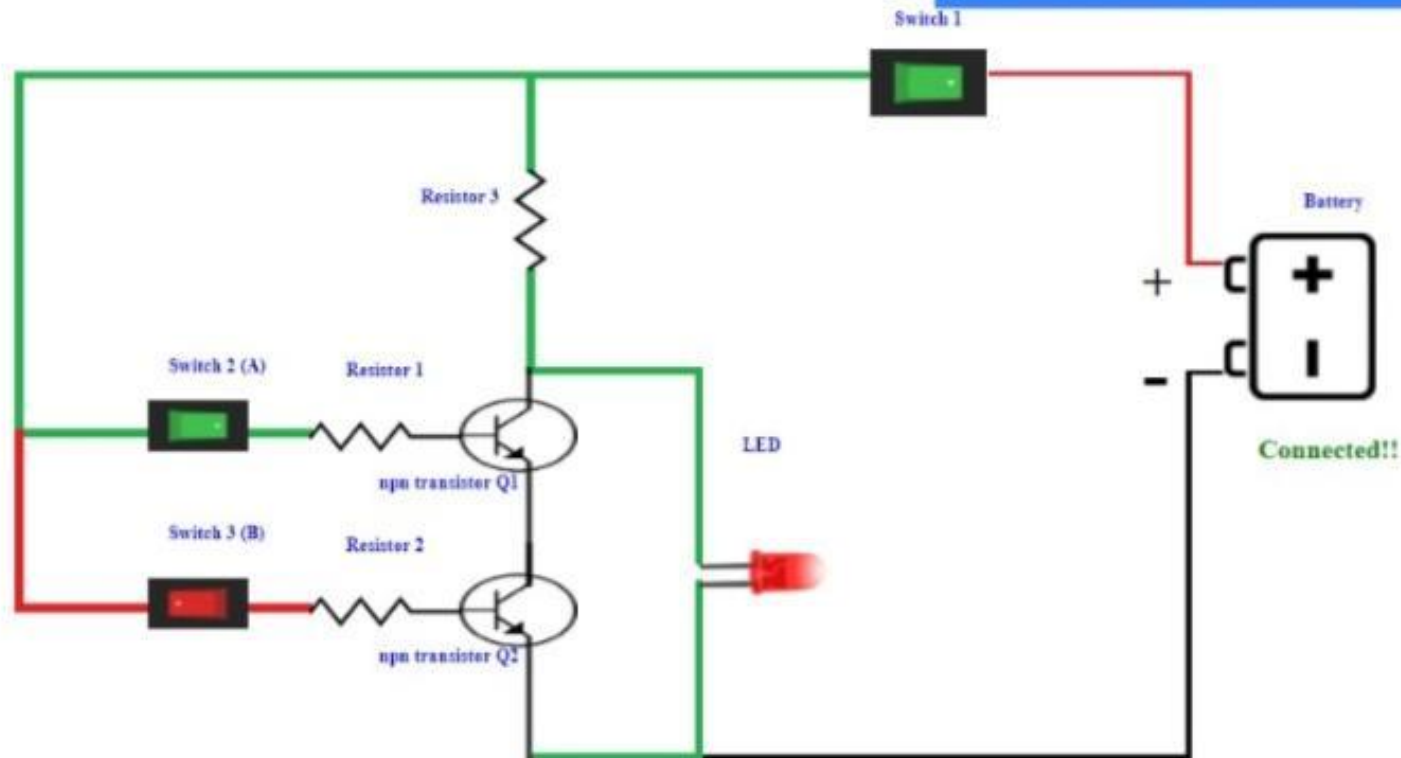 Switch 1
Resistor 3
Battery
+
+
-
-
Switch 2 (A)
Resistor 1
LED
Connected!!
npn transistor Q1
Switch 3 (B)
Resistor 2
npn transistor Q2